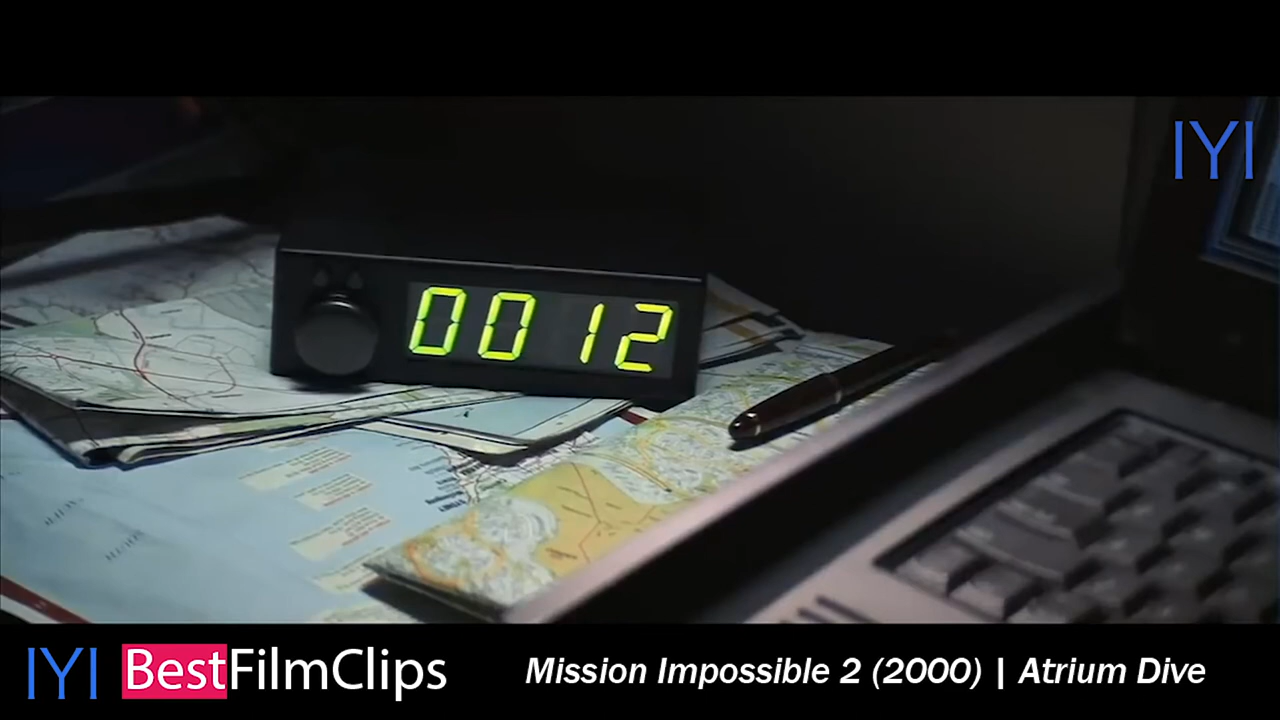 IYI
0012
IYI BestFilmClips
Mission Impossible 2 (2000) | Atrium Dive